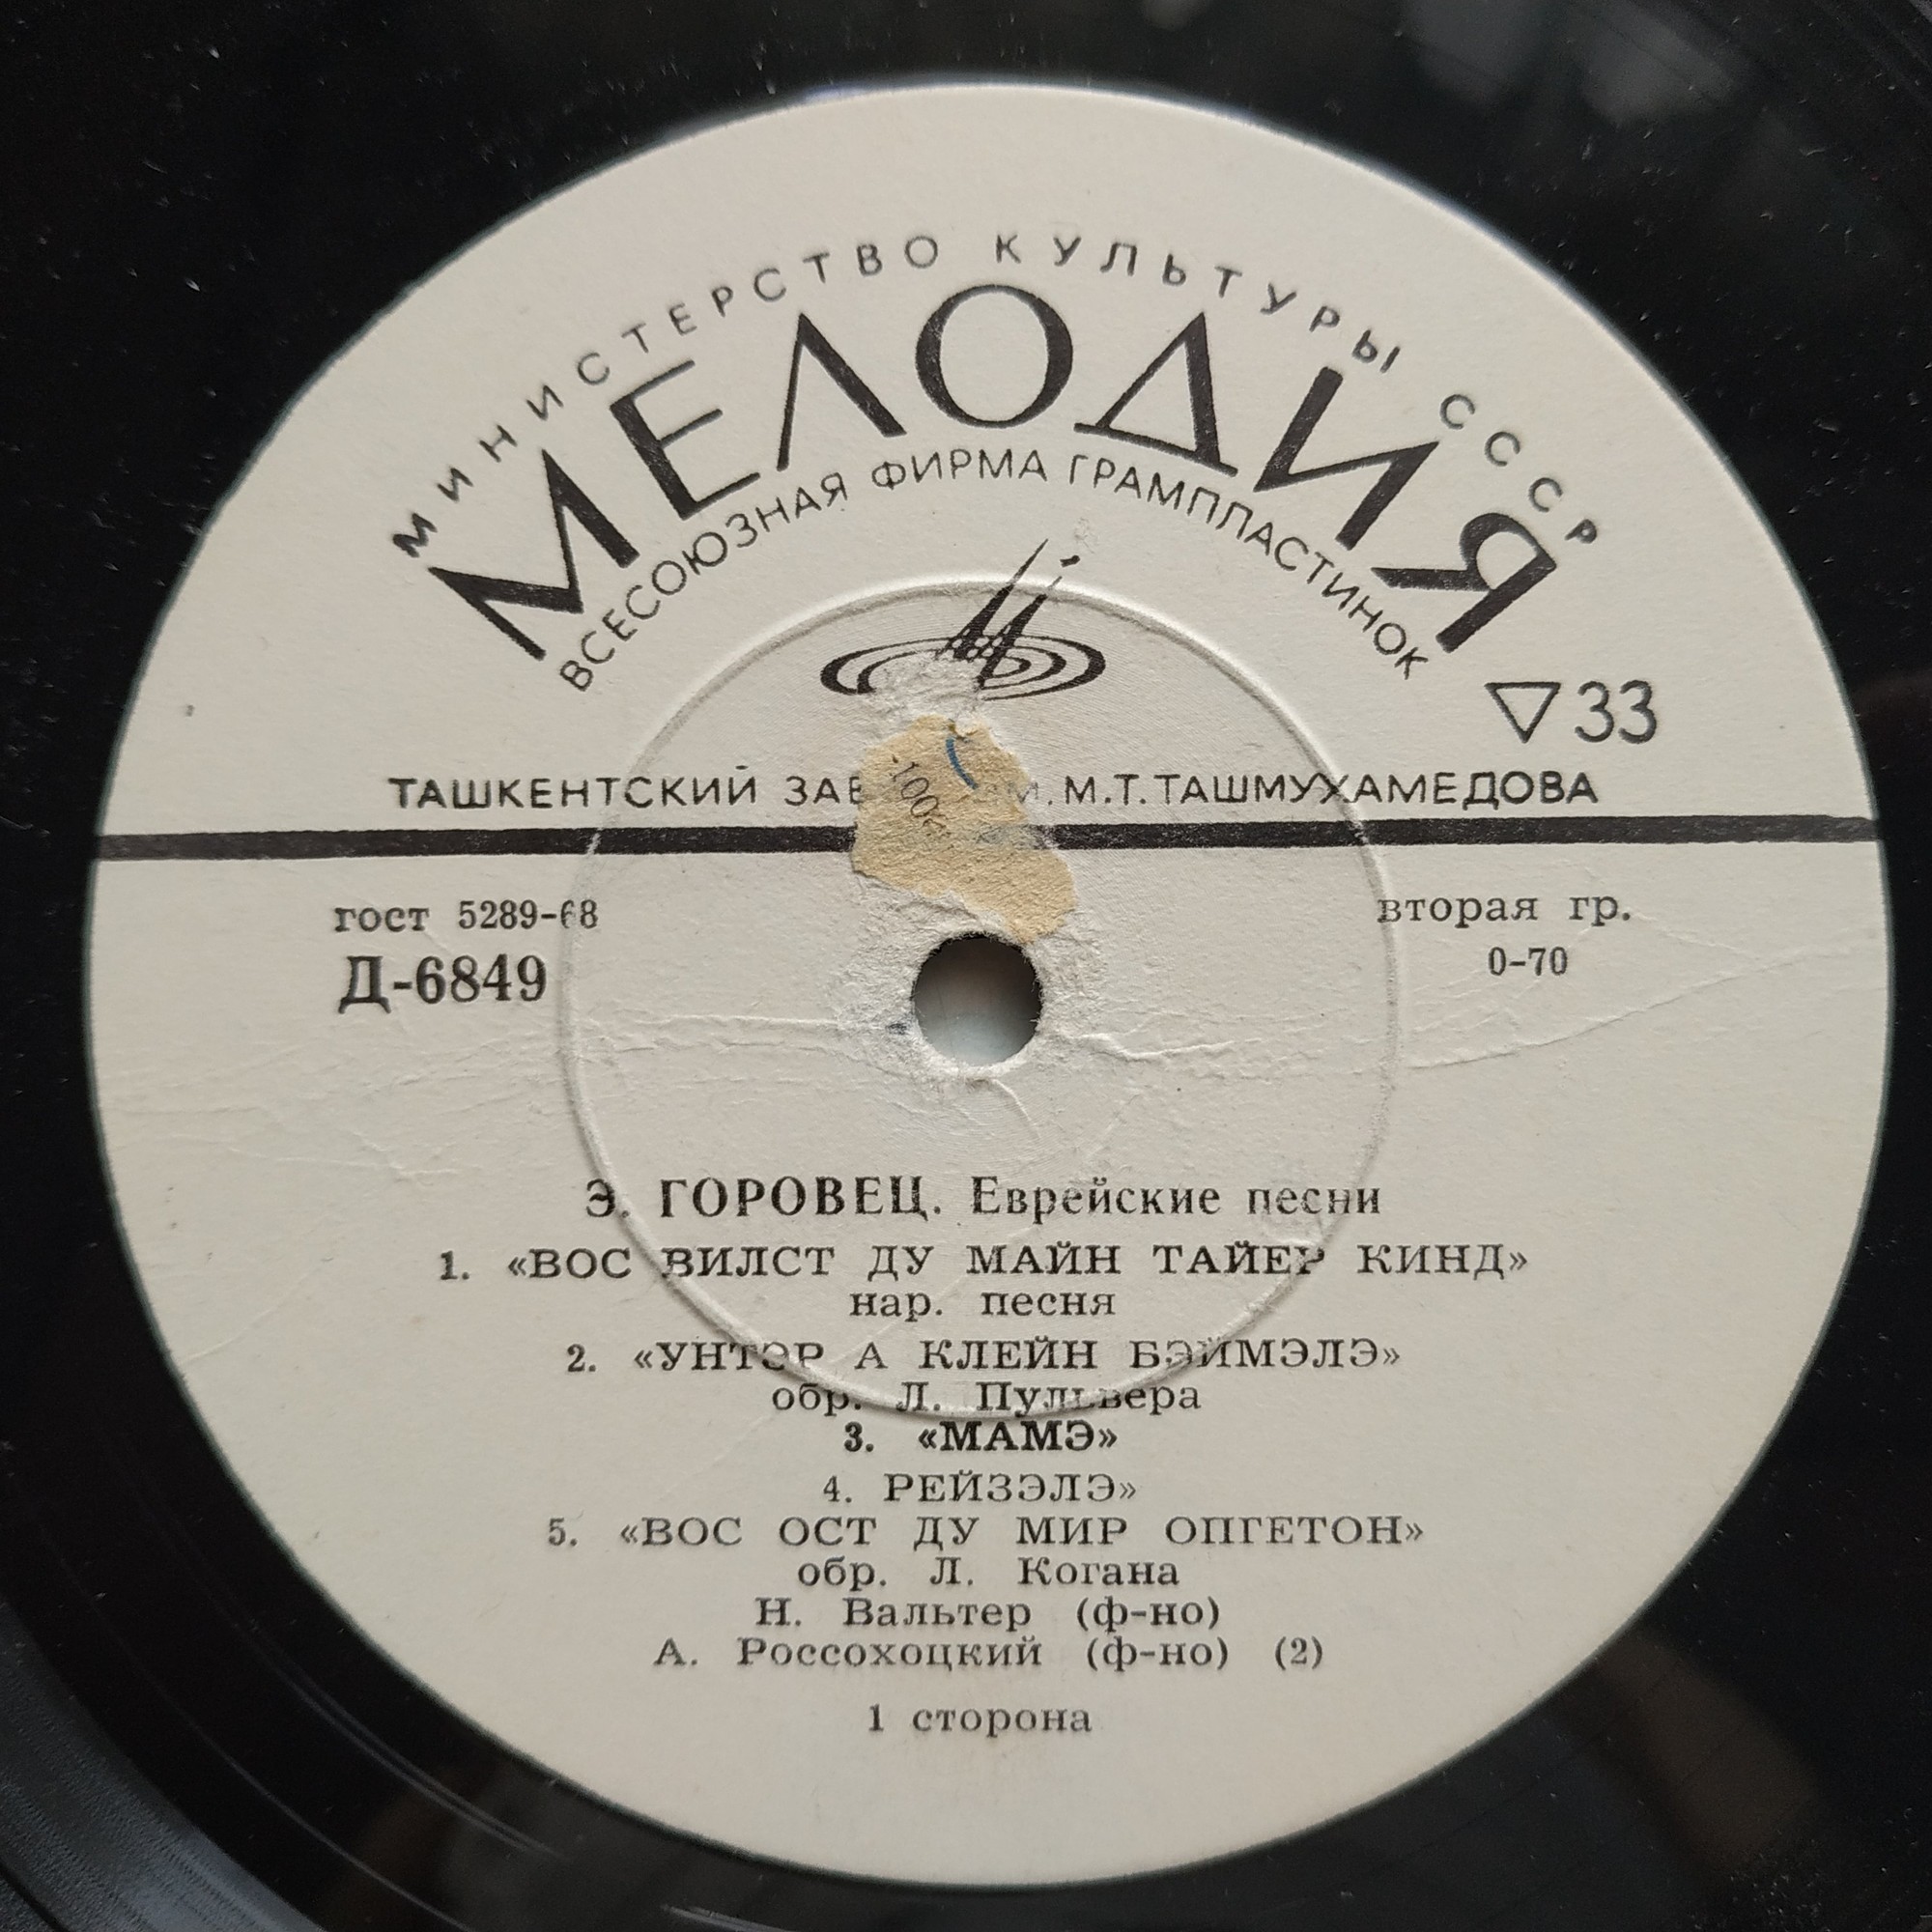 МИНИСТЕРСТВО КУЛЬТУРЫ СССР
МЕЛОДИЯ
ВСЕСОЮЗНАЯ ФИРМА ГРАМПЛАСТИНОК
33
ТАШКЕНТСКИЙ М.Т.ТАШМУХАМЕДОВА
гост 5289-68
вторая гр.
Д-6849
0-70
Э. ГОРОВЕЦ. Еврейские песни
1. «ВОС ВИЛСТ ДУ МАЙН ТАЙЕР КИНД»
нар. песня
2. «УНТЭР А КЛЕЙН БЭЙМЭЛЭ»
обр. Л. Пульвера
3. «МАМЭ»
4. РЕЙЗЭЛЭ»
5. «ВОС ОСТ ДУ МИР ОПГЕТОН»
обр. Л. Когана
Н. Вальтер (ф-но)
А. Россохоцкий (ф-но) (2)
1 сторона